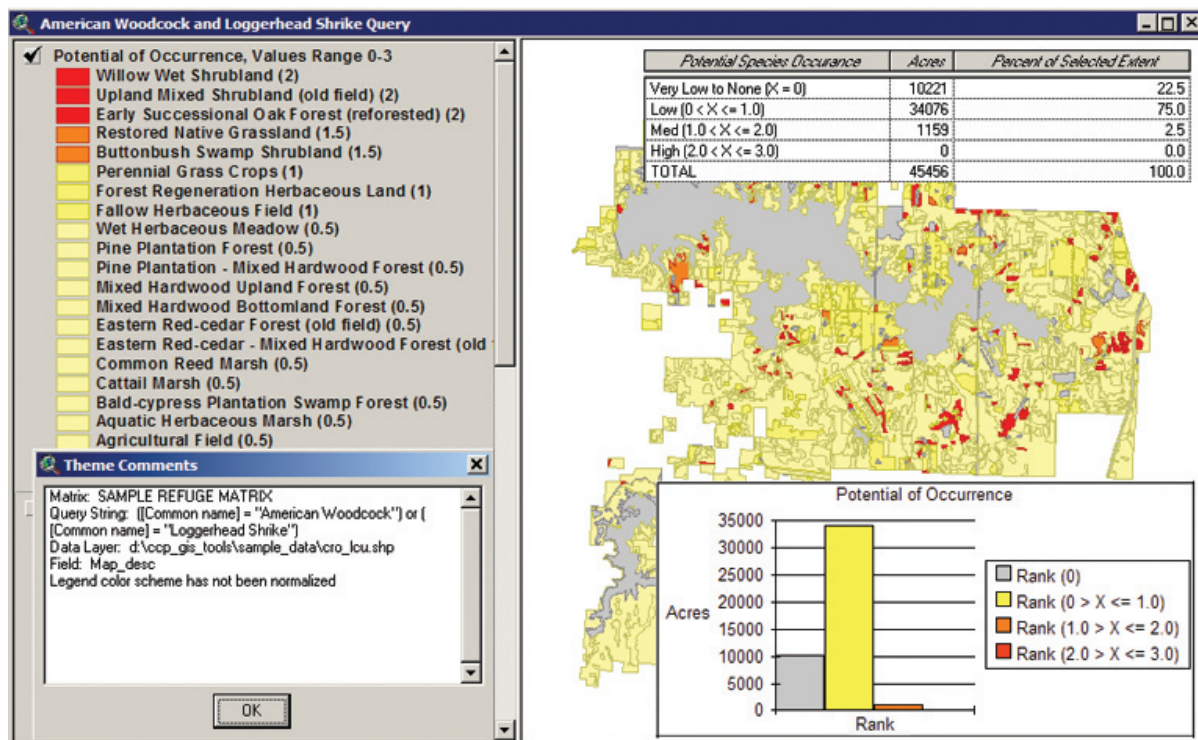 American Woodcock and Loggerhead Shrike Query
Potential of Occurrence, Values Range 0-3
Willow Wet Shrubland (2)
Upland Mixed Shrubland (old field) (2)
Early Successional Oak Forest (reforested) (2)
Restored Native Grassland (1.5)
Buttonbush Swamp Shrubland (1.5)
Perennial Grass Crops (1)
Forest Regeneration Herbaceous Land (1)
Fallow Herbaceous Field (1)
Wet Herbaceous Meadow (0.5)
Pine Plantation Forest (0.5)
Pine Plantation - Mixed Hardwood Forest (0.5)
Mixed Hardwood Upland Forest (0.5)
Mixed Hardwood Bottomland Forest (0.5)
Eastern Red-cedar Forest (old field) (0.5)
Eastern Red-cedar - Mixed Hardwood Forest (old
Common Reed Marsh (0.5)
Cattail Marsh (0.5)
Bald-cypress Plantation Swamp Forest (0.5)
Aquatic Herbaceous Marsh (0.5)
Agricultural Field (0.5)
Theme Comments
Matrix: SAMPLE REFUGE MATRIX
Query String: ([Common name] = "American Woodcock") or (
[Common name] = "Loggerhead Shrike")
Data Layer: d:\ccp_gis_tools\sample_data\cro_lcu.shp
Field: Map_desc
Legend color scheme has not been normalized
OK
Potential Species Occurance Acres Percent of Selected Extent
Very Low to None (X = 0) 10221 22.5
Low (0 < X <= 1.0) 34076 75.0
Med (1.0 < X <= 2.0) 1159 2.5
High (2.0 < X <= 3.0) 0 0.0
TOTAL 45456 100.0
Potential of Occurrence
35000
30000
25000
20000
15000
10000
5000
0
Acres
Rank
Rank (0)
Rank (0 > X <= 1.0)
Rank (1.0 > X <= 2.0)
Rank (2.0 > X <= 3.0)